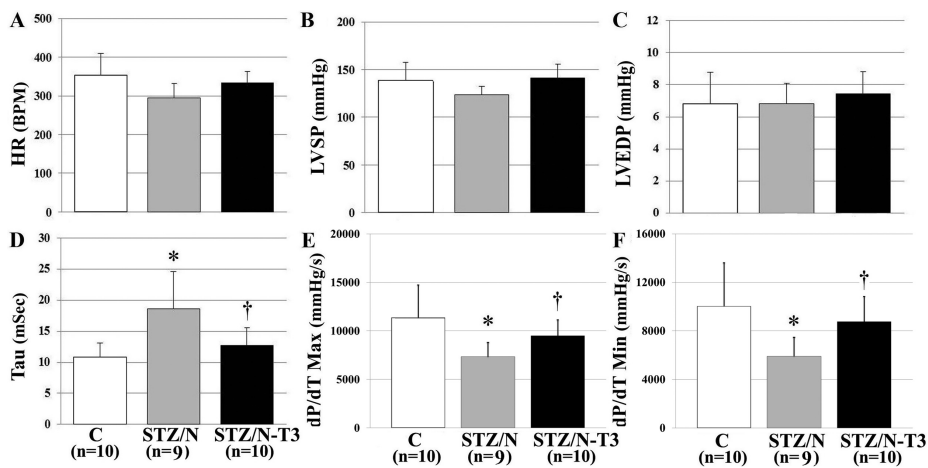 A
HR (BPM)
500
400
300
200
100
0
B
LVSP (mmHg)
200
150
100
50
0
C
LVEDP (mmHg)
12
10
8
6
4
2
0
D
Tau (mSec)
30
25
20
15
10
5
0
*
†
C
(n=10)
STZ/N
(n=9)
STZ/N-T3
(n=10)
E
dP/dT Max (mmHg/s)
20000
15000
10000
5000
0
*
†
C
(n=10)
STZ/N
(n=9)
STZ/N-T3
(n=10)
F
dP/dT Min (mmHg/s)
16000
12000
8000
4000
0
*
†
C
(n=10)
STZ/N
(n=9)
STZ/N-T3
(n=10)